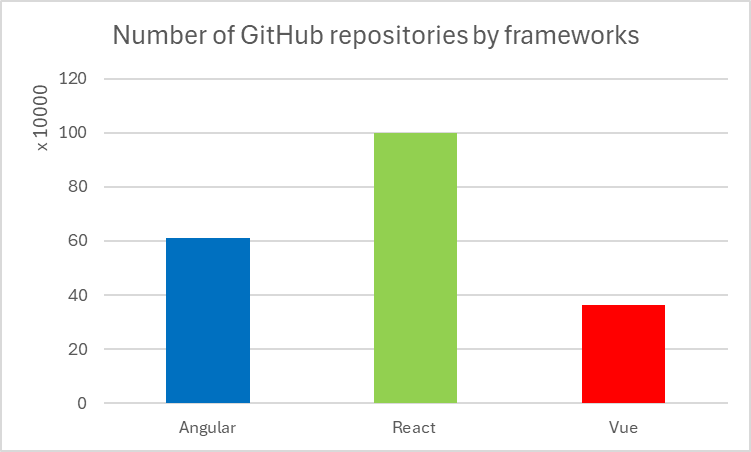 Number of GitHub repositories by frameworks
x 10000
120
100
80
60
40
20
0
Angular
React
Vue